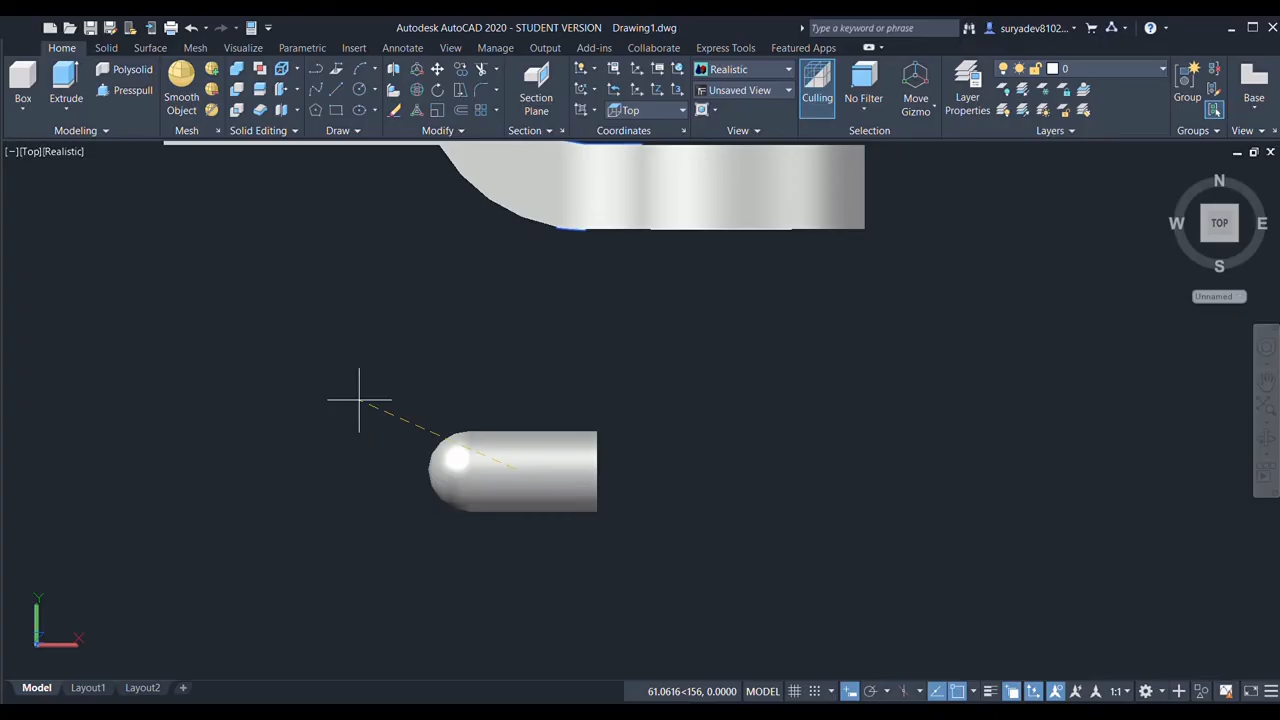 Autodesk AutoCAD 2020 - STUDENT VERSION Drawing1.dwg
Type a keyword or phrase
suryadev8102...
Home Solid Surface Mesh Visualize Parametric Insert Annotate View Manage Output Add-ins Collaborate Express Tools Featured Apps
Box
Extrude
Polysolid
Presspull
Smooth
Object
Section
Plane
Realistic
Unsaved View
Top
Culling
No Filter
Move
Gizmo
Layer
Properties
0
Group
Base
Modeling
Mesh
Solid Editing
Draw
Modify
Section
Coordinates
View
Selection
Layers
Groups
View
[−][Top][Realistic]
N
W
TOP
E
S
Unnamed
Y
X
Model Layout1 Layout2 +
61.0616<156, 0.0000 MODEL
1:1